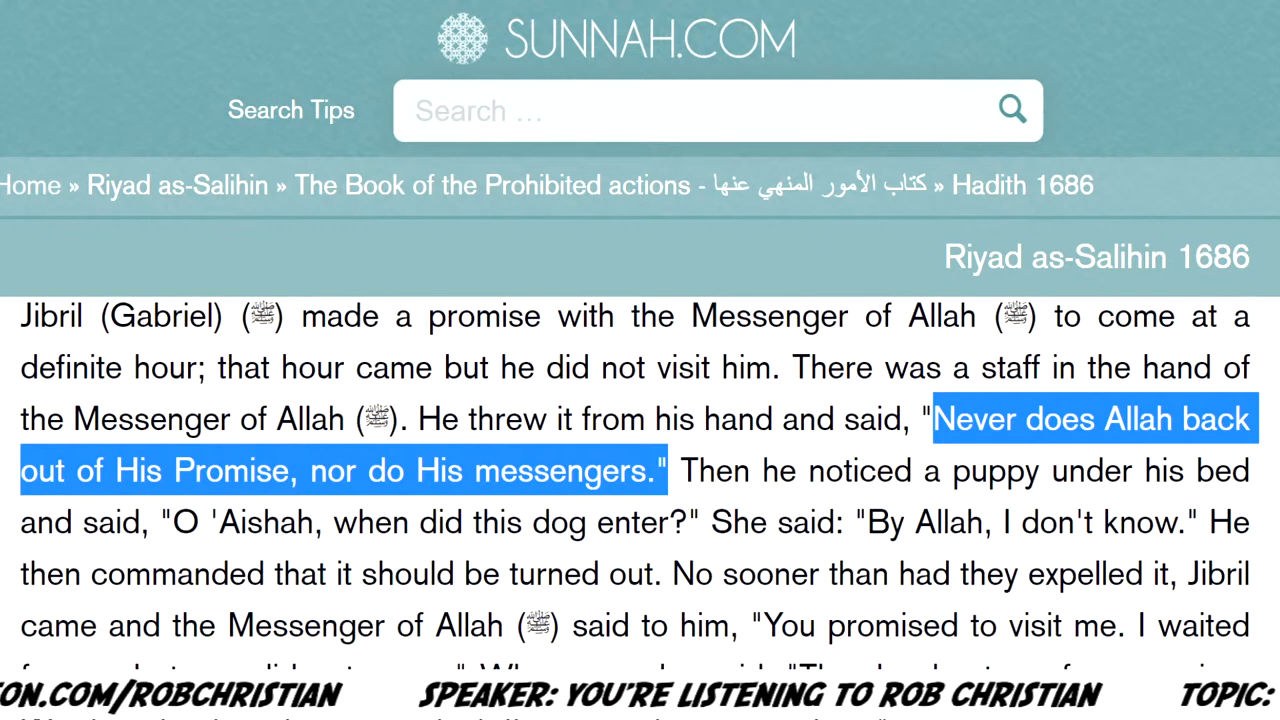 SUNNAH.COM
Search Tips
Search ...
Home » Riyad as-Salihin » The Book of the Prohibited actions - كتاب الأمور المنهي عنها » Hadith 1686
Riyad as-Salihin 1686
Jibril (Gabriel) (ﷺ) made a promise with the Messenger of Allah (ﷺ) to come at a
definite hour; that hour came but he did not visit him. There was a staff in the hand of
the Messenger of Allah (ﷺ). He threw it from his hand and said, "Never does Allah back
out of His Promise, nor do His messengers." Then he noticed a puppy under his bed
and said, "O 'Aishah, when did this dog enter?" She said: "By Allah, I don't know." He
then commanded that it should be turned out. No sooner than had they expelled it, Jibril
came and the Messenger of Allah (ﷺ) said to him, "You promised to visit me. I waited
ON.COM/ROBCHRISTIAN SPEAKER: YOU'RE LISTENING TO ROB CHRISTIAN TOPIC: